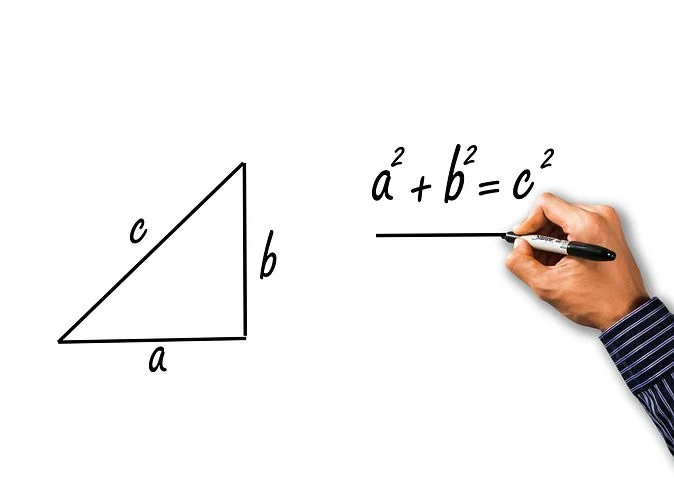 a² + b² = c²
c
b
a